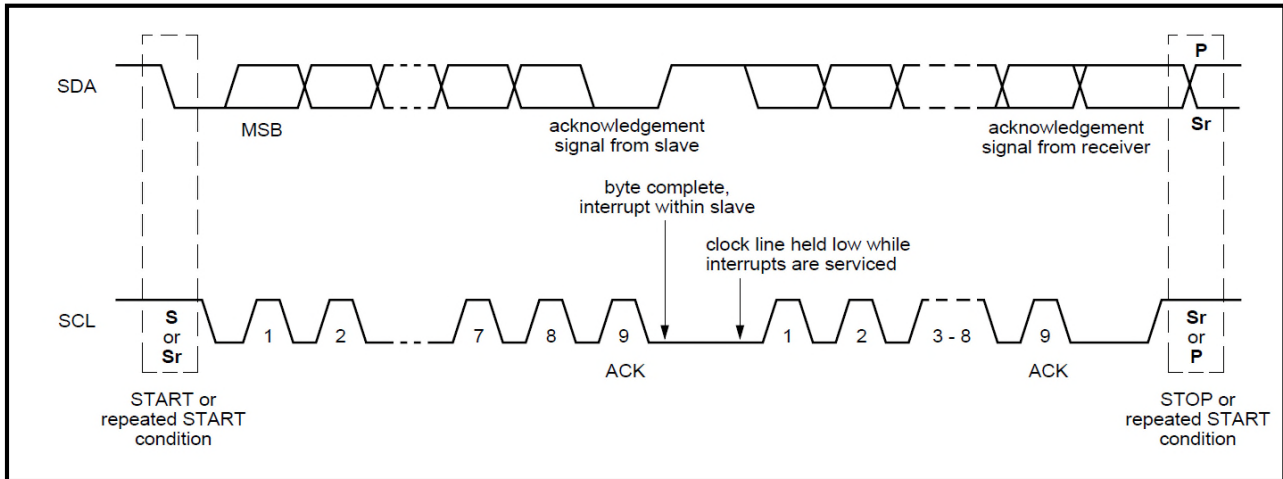 P
SDA
MSB
acknowledgement
signal from slave
acknowledgement
signal from receiver
Sr
byte complete,
interrupt within slave
clock line held low while
interrupts are serviced
SCL
S
or
Sr
1
2
7
8
9
1
2
3 - 8
9
Sr
or
P
ACK
ACK
START or
repeated START
condition
STOP or
repeated START
condition